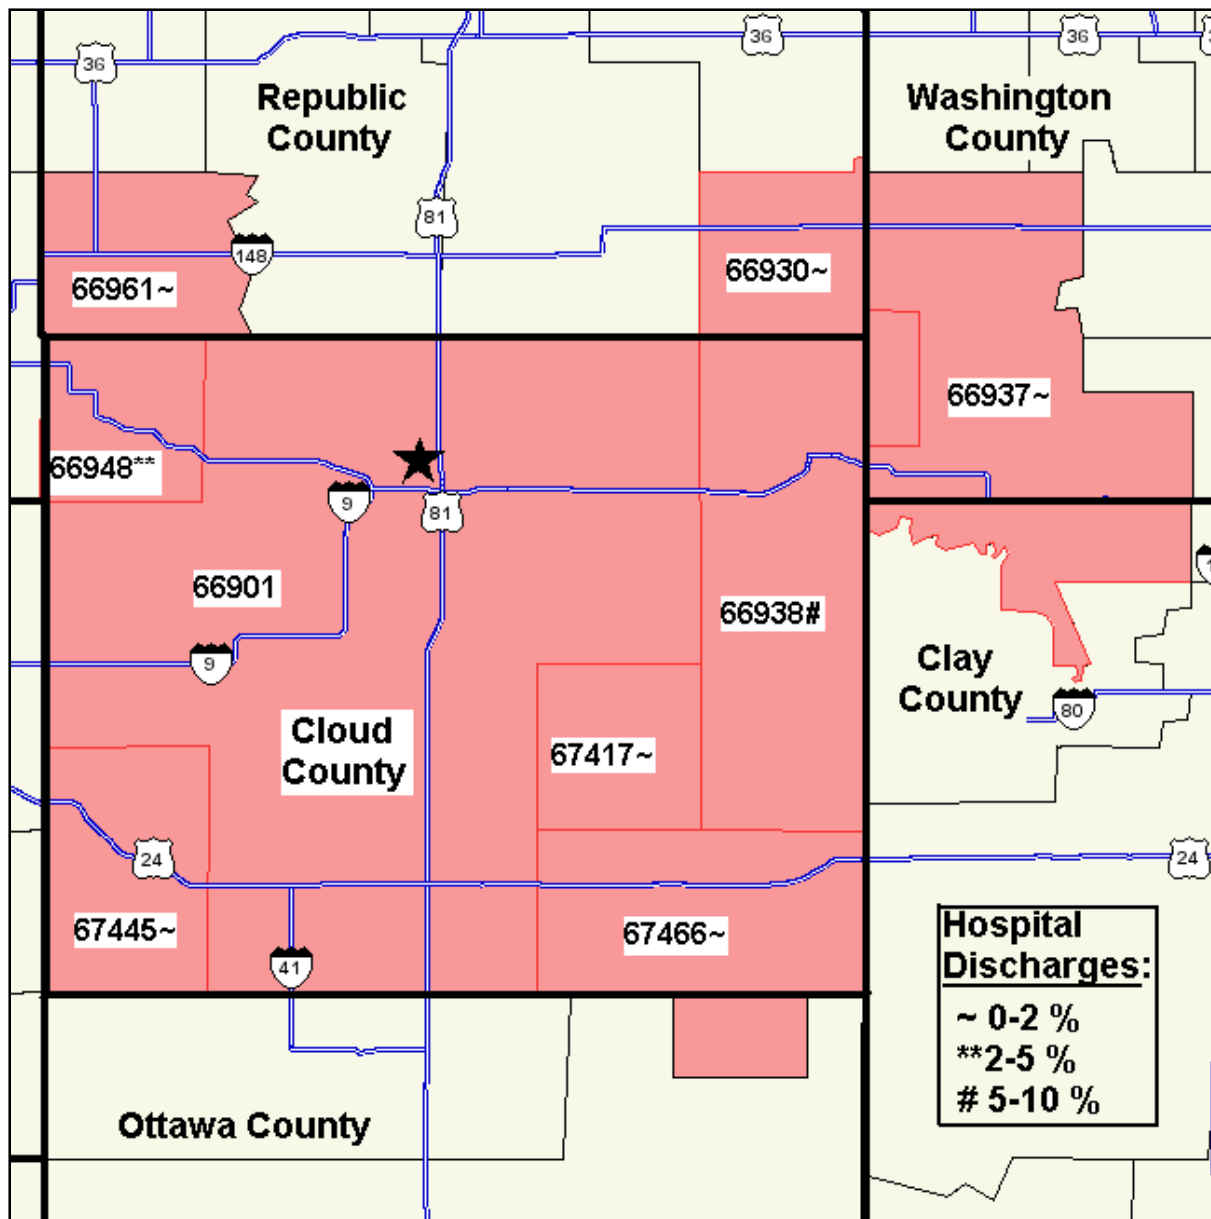 36
36
36
Republic
County
Washington
County
81
148
66961~
66930~
66937~
66948**
9
81
66901
66938#
9
Clay
County
80
Cloud
County
67417~
24
24
67445~
67466~
41
Hospital
Discharges:
~ 0-2 %
**2-5 %
# 5-10 %
Ottawa County